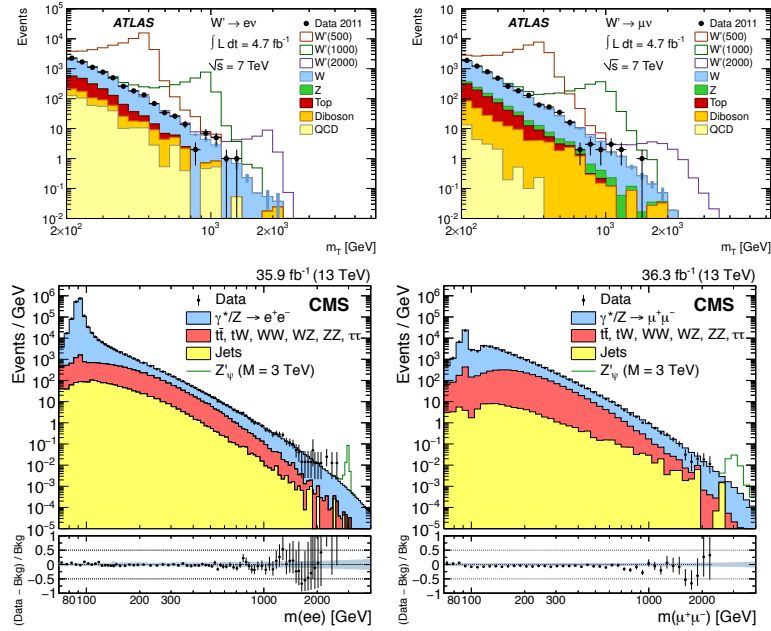 Events
ATLAS
W' → eν
∫ L dt = 4.7 fb⁻¹
√s = 7 TeV
Data 2011
W'(500)
W'(1000)
W'(2000)
W
Z
Top
Diboson
QCD
10⁵
10⁴
10³
10²
10
1
10⁻¹
10⁻²
2×10²
10³
2×10³
m_T [GeV]
Events
ATLAS
W' → μν
∫ L dt = 4.7 fb⁻¹
√s = 7 TeV
Data 2011
W'(500)
W'(1000)
W'(2000)
W
Z
Top
Diboson
QCD
10⁵
10⁴
10³
10²
10
1
10⁻¹
10⁻²
2×10²
10³
2×10³
m_T [GeV]
35.9 fb⁻¹ (13 TeV)
Events / GeV
CMS
Data
γ*/Z → e⁺e⁻
tt̄, tW, WW, WZ, ZZ, ττ
Jets
Z'ψ (M = 3 TeV)
10⁶
10⁵
10⁴
10³
10²
10
1
10⁻¹
10⁻²
10⁻³
10⁻⁴
10⁻⁵
(Data − Bkg) / Bkg
1
0.5
0
−0.5
−1
80 100 200 300 1000 2000
m(ee) [GeV]
36.3 fb⁻¹ (13 TeV)
Events / GeV
CMS
Data
γ*/Z → μ⁺μ⁻
tt̄, tW, WW, WZ, ZZ, ττ
Jets
Z'ψ (M = 3 TeV)
10⁶
10⁵
10⁴
10³
10²
10
1
10⁻¹
10⁻²
10⁻³
10⁻⁴
10⁻⁵
(Data − Bkg) / Bkg
1
0.5
0
−0.5
−1
80 100 200 300 1000 2000
m(μ⁺μ⁻) [GeV]